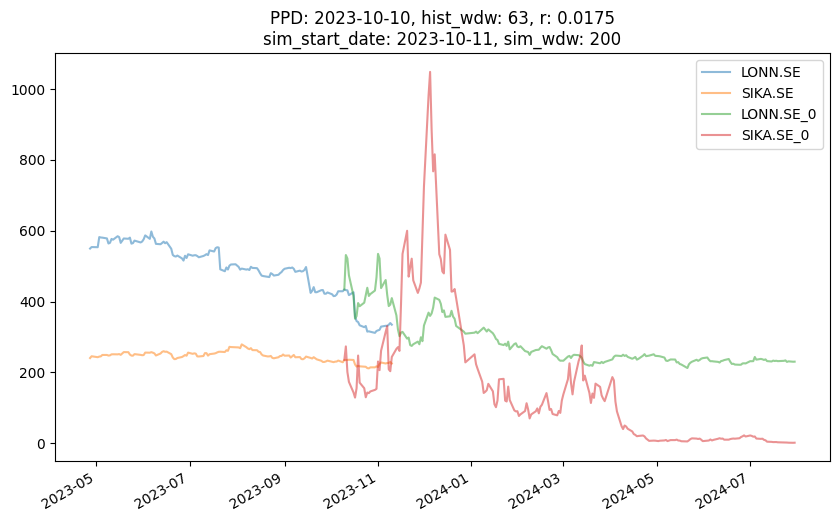 PPD: 2023-10-10, hist_wdw: 63, r: 0.0175
sim_start_date: 2023-10-11, sim_wdw: 200
LONN.SE
SIKA.SE
LONN.SE_0
SIKA.SE_0
1000
800
600
400
200
0
2023-05
2023-07
2023-09
2023-11
2024-01
2024-03
2024-05
2024-07